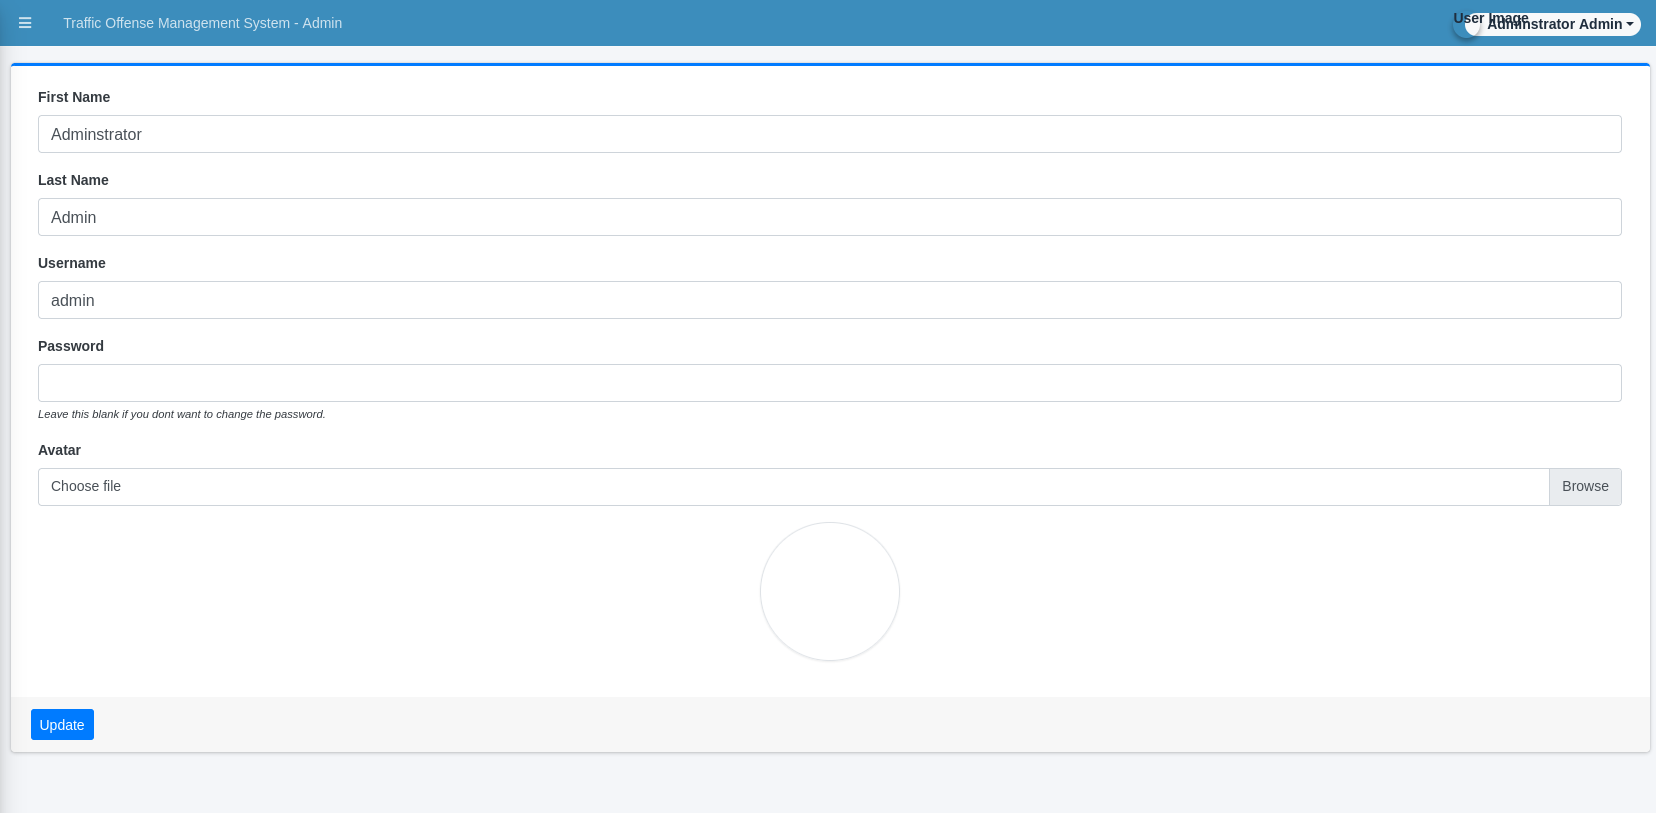 Traffic Offense Management System - Admin
User Image
Adminstrator Admin
First Name
Adminstrator
Last Name
Admin
Username
admin
Password
Leave this blank if you dont want to change the password.
Avatar
Choose file
Browse
Update